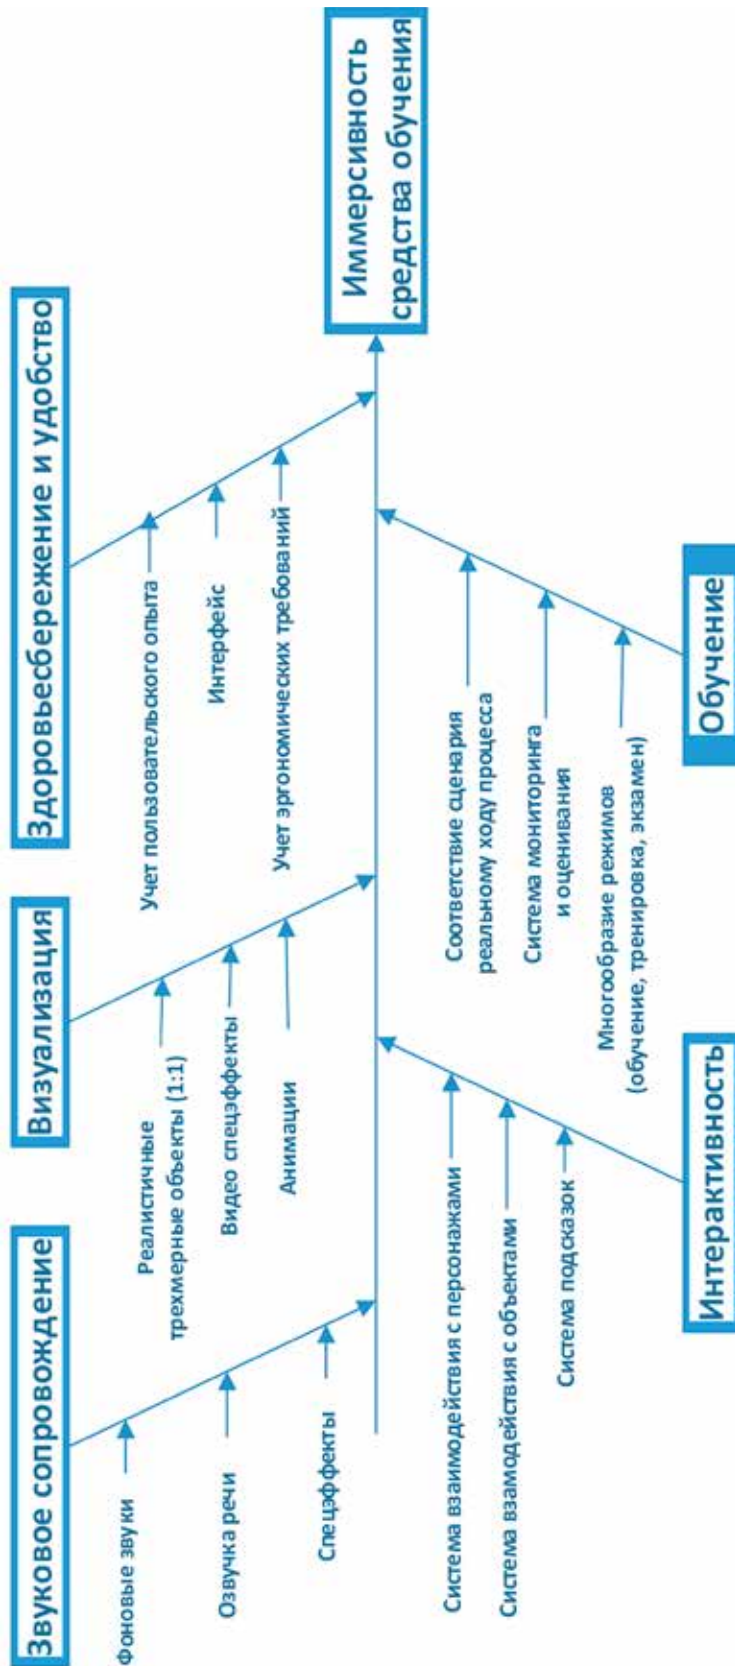 Звуковое сопровождение
Визуализация
Здоровьесбережение и удобство
Фоновые звуки
Озвучка речи
Спецэффекты
Реалистичные
трехмерные объекты (1:1)
Видео спецэффекты
Анимации
Учет пользовательского опыта
Интерфейс
Учет эргономических требований
Иммерсивность
средства обучения
Система взаимодействия с персонажами
Система взамодействия с объектами
Система подсказок
Соответствие сценария
реальному ходу процесса
Система мониторинга
и оценивания
Многообразие режимов
(обучение, тренировка, экзамен)
Интерактивность
Обучение